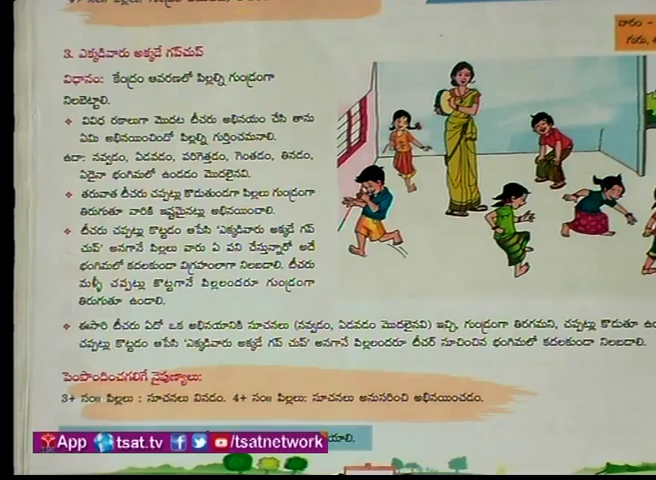 వారం –
గురు,
3. ఎక్కడివారు అక్కడే గప్‌చుప్
విధానం: కేంద్రం ఆవరణలో పిల్లల్ని గుండ్రంగా
నిలబెట్టాలి.
❖ వివిధ రకాలుగా మొదట టీచరు అభినయం చేసి తాను
ఏమి అభినయించిందో పిల్లల్ని గుర్తించమనాలి.
ఉదా: నవ్వడం, ఏడవడం, పరిగెత్తడం, గెంతడం, తినడం,
ఏదైనా భంగిమలో ఉండడం మొదలైనవి.
❖ తరువాత టీచరు చప్పట్లు కొడుతుండగా పిల్లలు గుండ్రంగా
తిరుగుతూ వారికి ఇష్టమైనట్లు అభినయించాలి.
❖ టీచరు చప్పట్లు కొట్టడం ఆపేసి 'ఎక్కడివారు అక్కడే గప్
చుప్' అనగానే పిల్లలు వారు ఏ పని చేస్తున్నారో అదే
భంగిమలో కదలకుండా విగ్రహంలాగా నిలబడాలి. టీచరు
మళ్ళీ చప్పట్లు కొట్టగానే పిల్లలందరూ గుండ్రంగా
తిరుగుతూ ఉండాలి.
❖ ఈసారి టీచరు ఏదో ఒక అభినయానికి సూచనలు (నవ్వడం, ఏడవడం మొదలైనవి) ఇచ్చి, గుండ్రంగా తిరగమని, చప్పట్లు కొడుతూ
చప్పట్లు కొట్టడం ఆపేసి 'ఎక్కడివారు అక్కడే గప్ చుప్' అనగానే పిల్లలందరూ టీచర్ సూచించిన భంగిమలో కదలకుండా నిలబడాలి.
పెంపొందించగలిగే నైపుణ్యాలు:
3+ సం॥ పిల్లలు : సూచనలు వినడం. 4+ సం॥ పిల్లలు: సూచనలు అనుసరించి అభినయించడం.
App tsat.tv /tsatnetwork